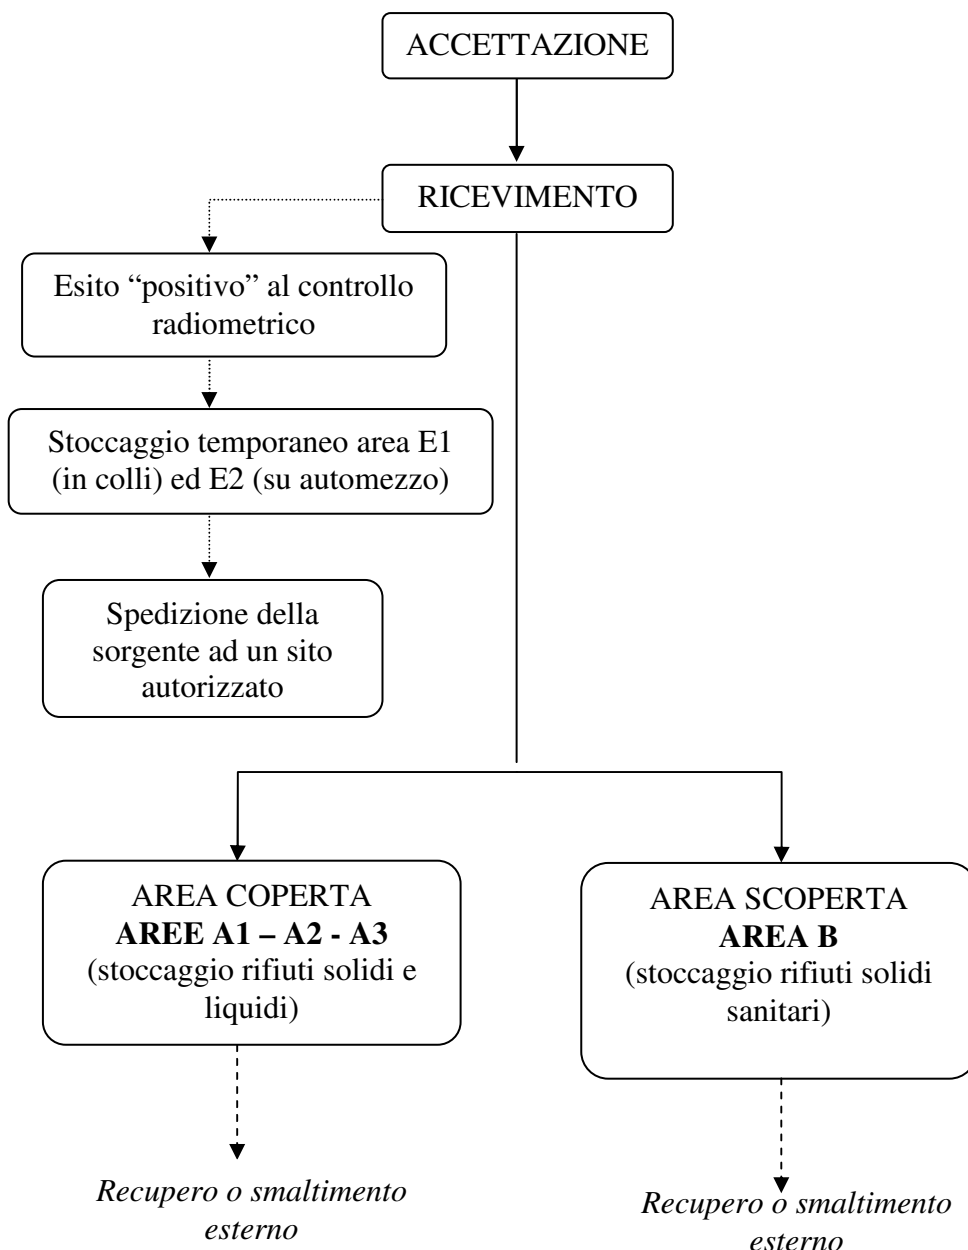 ACCETTAZIONE
RICEVIMENTO
Esito “positivo” al controllo
radiometrico
Stoccaggio temporaneo area E1
(in colli) ed E2 (su automezzo)
Spedizione della
sorgente ad un sito
autorizzato
AREA COPERTA
AREE A1 – A2 - A3
(stoccaggio rifiuti solidi e
liquidi)
AREA SCOPERTA
AREA B
(stoccaggio rifiuti solidi
sanitari)
Recupero o smaltimento
esterno
Recupero o smaltimento
esterno